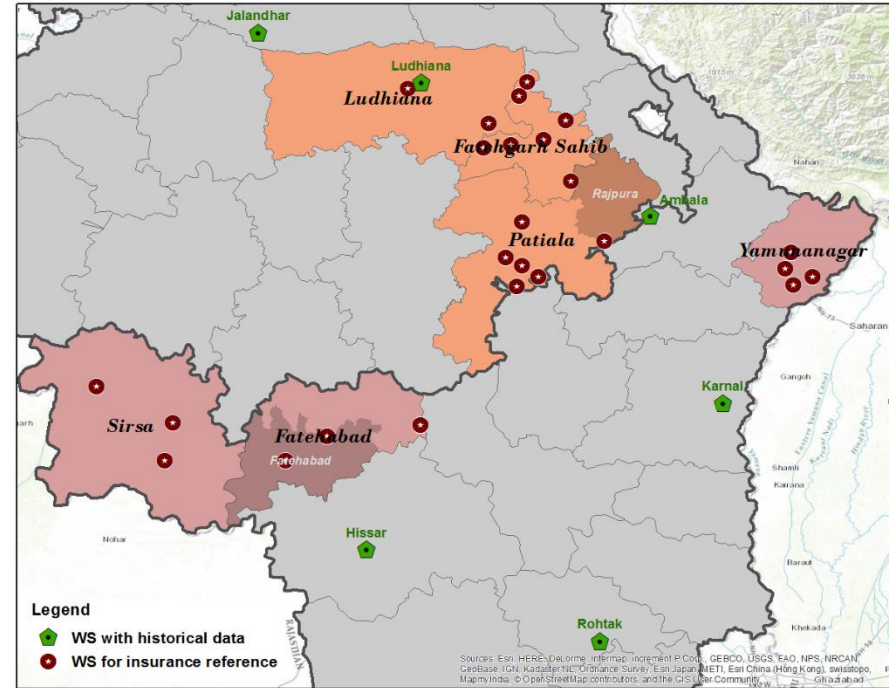 Jalandhar
Ludhiana
Ludhiana
Fatehgarh Sahib
Nahan
Rajpura
Ambala
Patiala
Yamunanagar
Saharan
Gangoh
Karnal
Sirsa
Fatehabad
Fatehabad
Shamli
Kairana
Nohar
Hissar
Baraut
Rohtak
Khekada
Legend
WS with historical data
WS for insurance reference
RAJASTHAN
Sources: Esri, HERE, DeLorme, Intermap, increment P Corp., GEBCO, USGS, FAO, NPS, NRCAN,
GeoBase, IGN, Kadaster NL, Ordnance Survey, Esri Japan, METI, Esri China (Hong Kong), swisstopo,
MapmyIndia, © OpenStreetMap contributors, and the GIS User Community
Ghaziabad